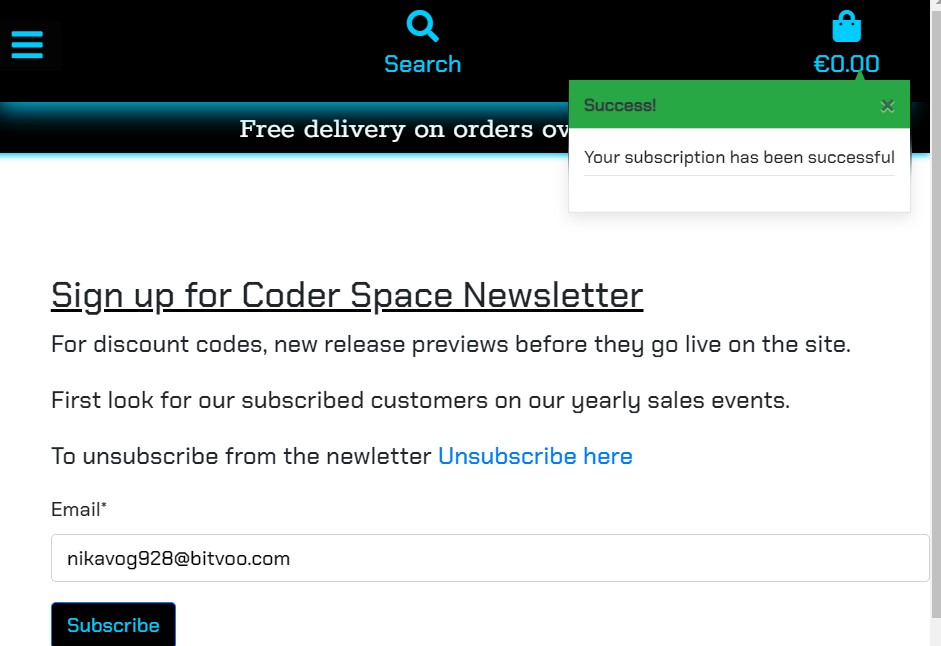 Search
€0.00
Success! ×
Free delivery on orders ov
Your subscription has been successful
Sign up for Coder Space Newsletter
For discount codes, new release previews before they go live on the site.
First look for our subscribed customers on our yearly sales events.
To unsubscribe from the newletter Unsubscribe here
Email*
nikavog928@bitvoo.com
Subscribe